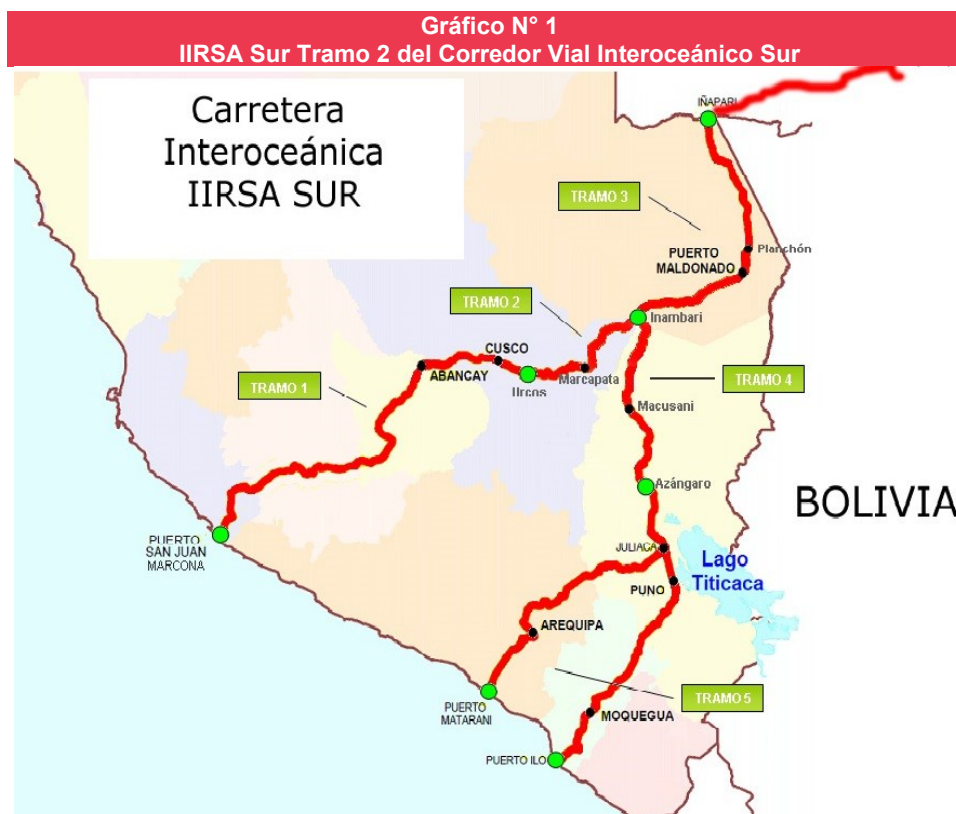 Gráfico N° 1
IIRSA Sur Tramo 2 del Corredor Vial Interoceánico Sur
Carretera
Interoceánica
IIRSA SUR
IÑAPARI
TRAMO 3
Planchón
PUERTO
MALDONADO
TRAMO 2
Inambari
CUSCO
ABANCAY
Urcos
Marcapata
TRAMO 1
TRAMO 4
Macusani
Azángaro
BOLIVIA
PUERTO
SAN JUAN
MARCONA
JULIACA
Lago
Titicaca
PUNO
AREQUIPA
TRAMO 5
PUERTO
MATARANI
MOQUEGUA
PUERTO ILO